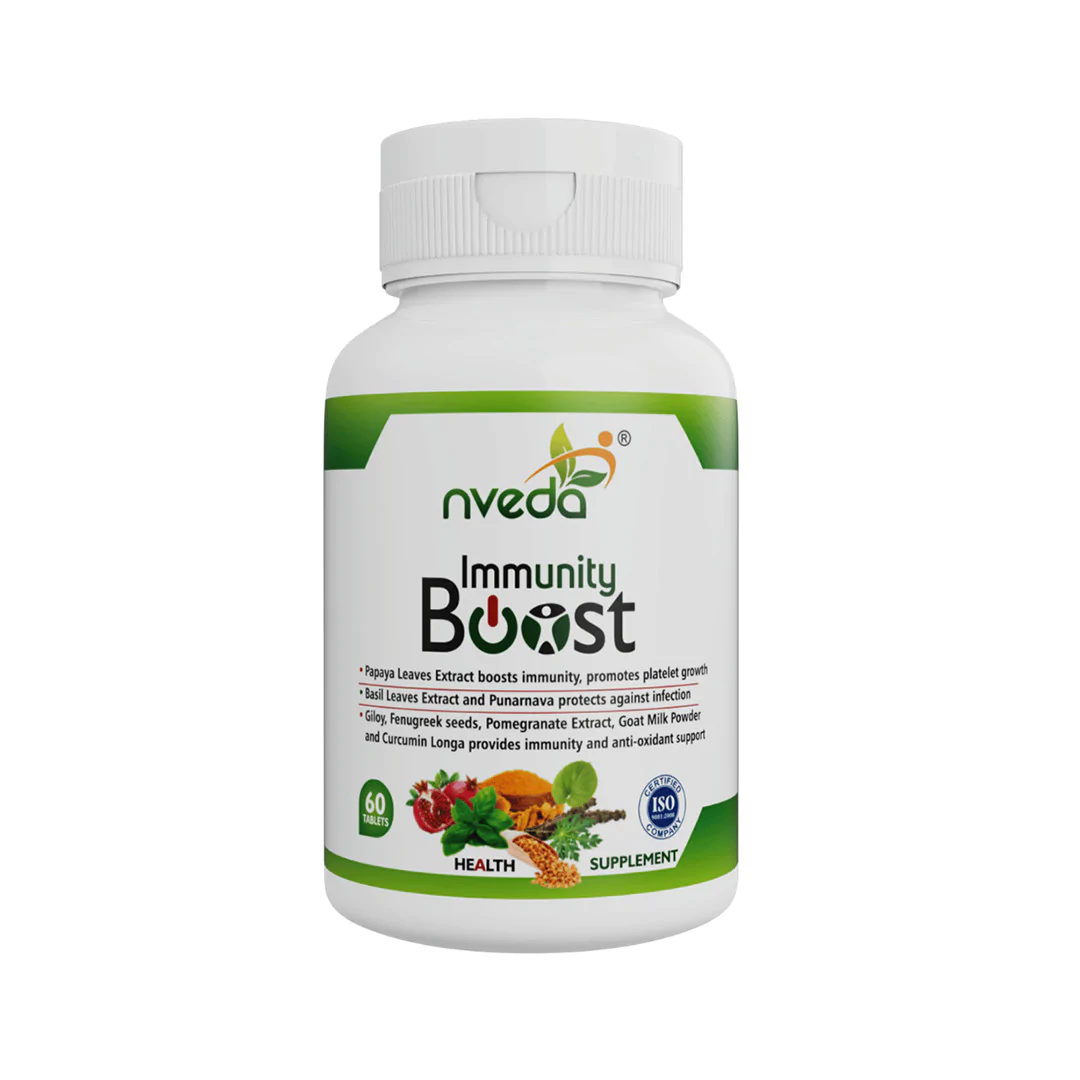 nveda®
Immunity
Boost
• Papaya Leaves Extract boosts immunity, promotes platelet growth
• Basil Leaves Extract and Punarnava protects against infection
• Giloy, Fenugreek seeds, Pomegranate Extract, Goat Milk Powder
and Curcumin Longa provides immunity and anti-oxidant support
60
TABLETS
CERTIFIED
ISO
9001:2008
COMPANY
HEALTH
SUPPLEMENT